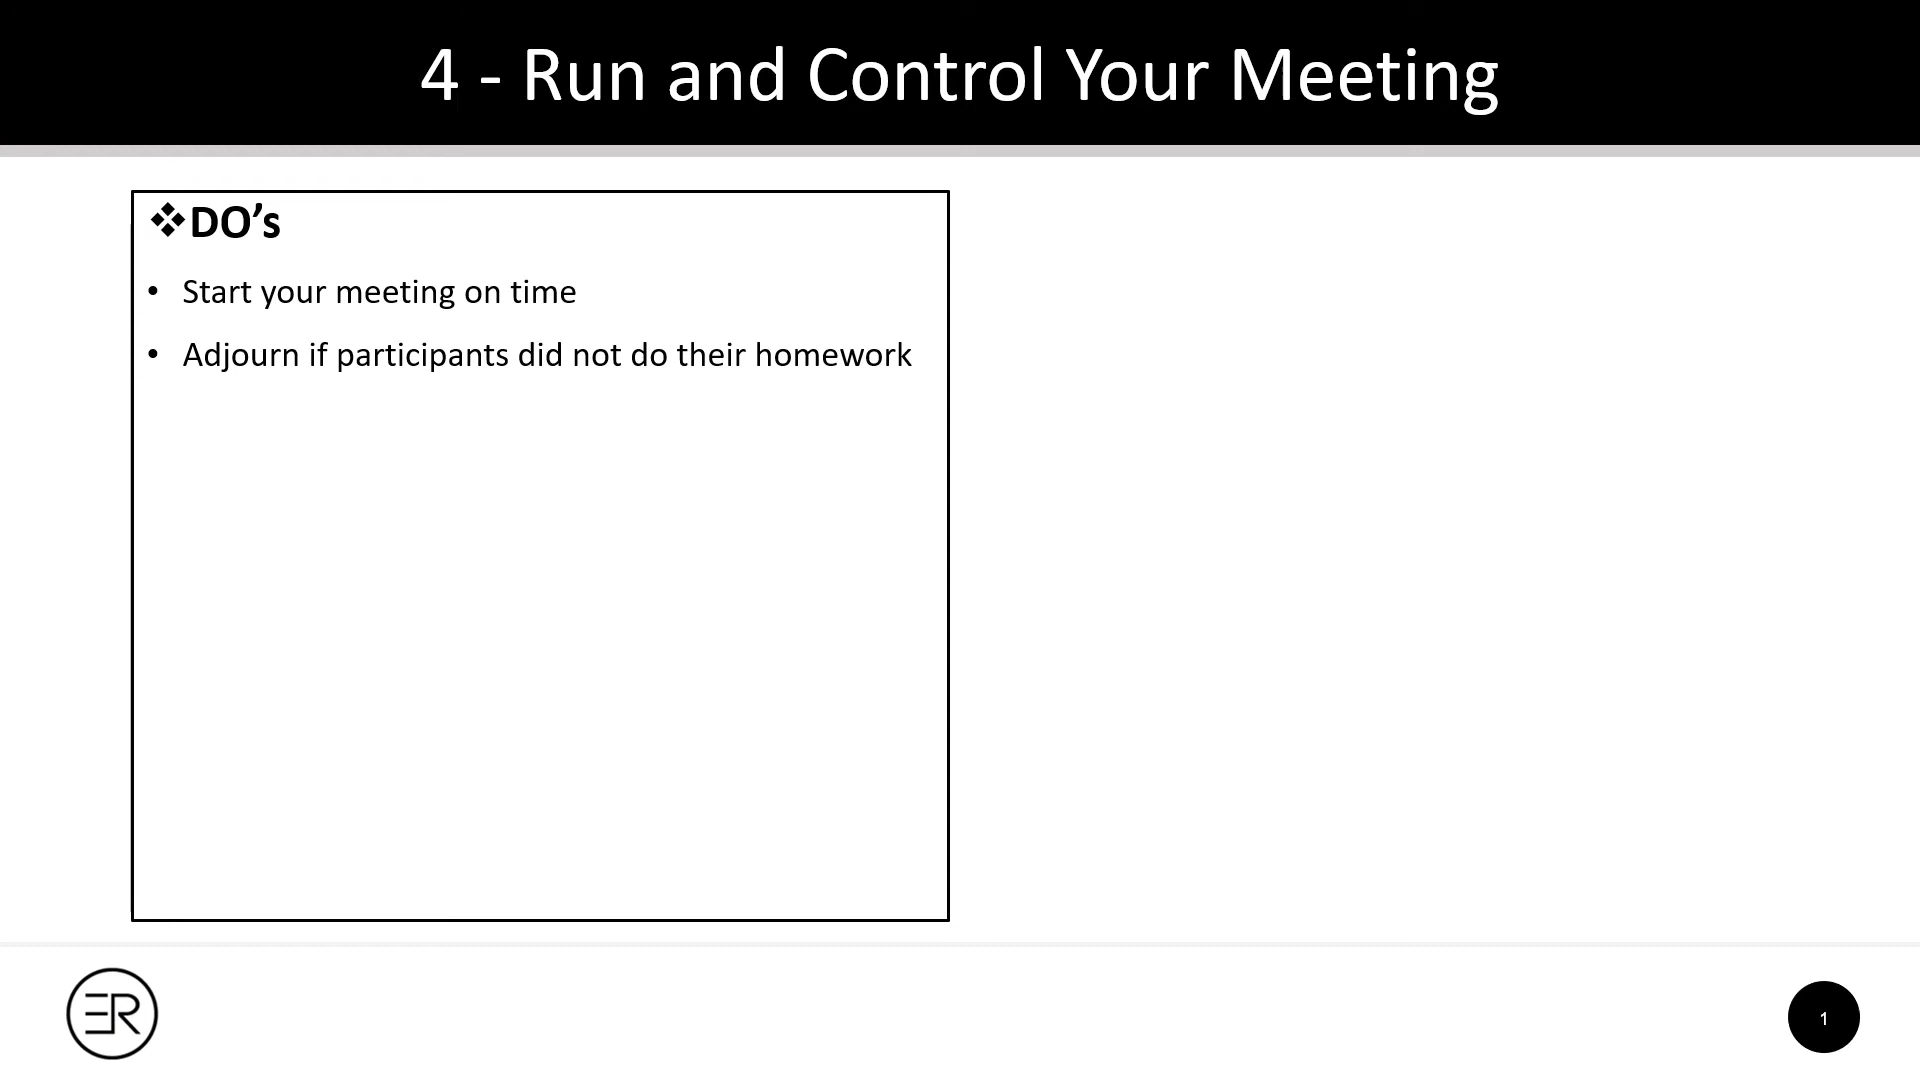 4 - Run and Control Your Meeting
❖DO’s
• Start your meeting on time
• Adjourn if participants did not do their homework
ER
1